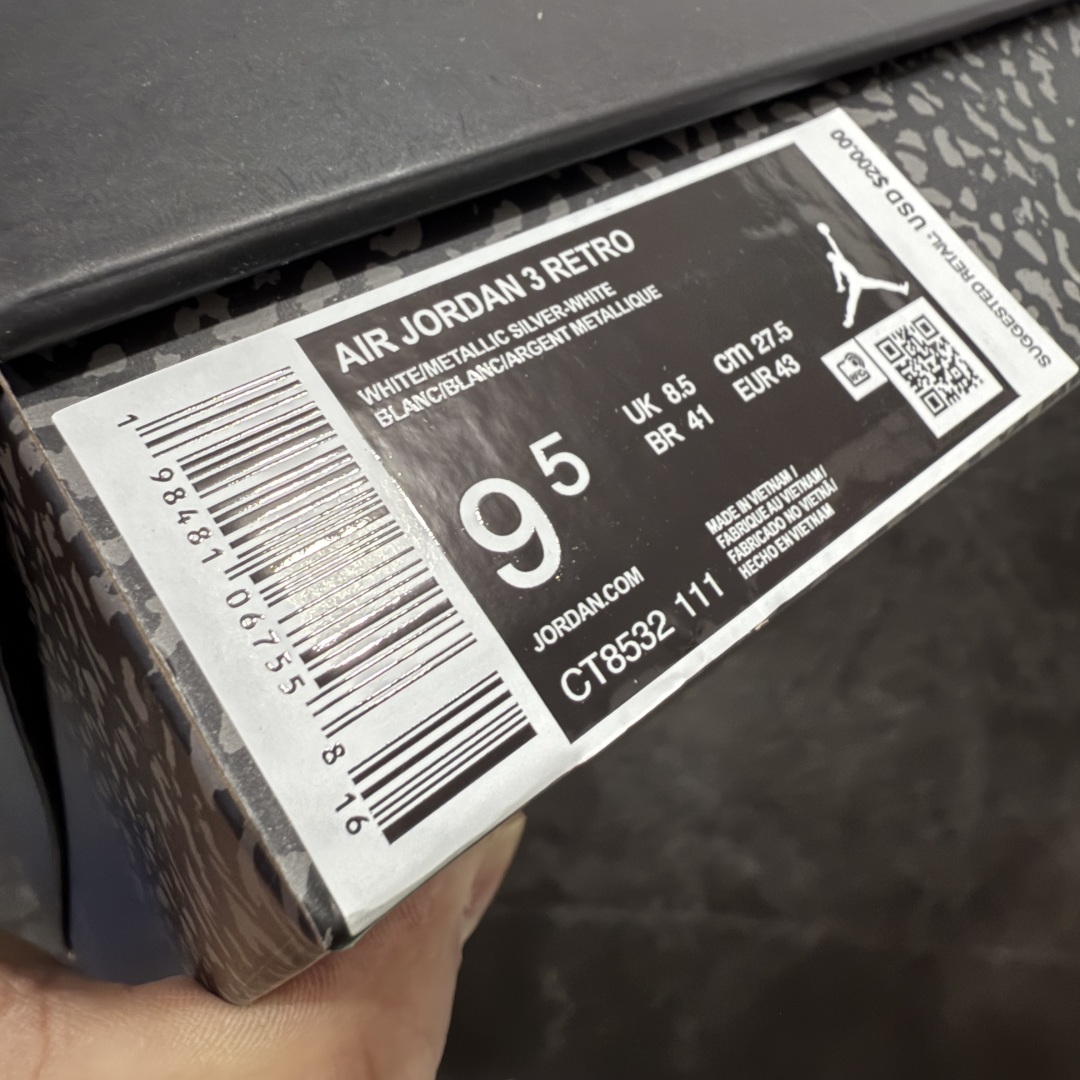 AIR JORDAN 3 RETRO
WHITE/METALLIC SILVER-WHITE
BLANC/BLANC/ARGENT METALLIQUE
9 5
UK 8.5
cm 27.5
BR 41
EUR 43
JORDAN.COM
CT8532 111
MADE IN VIETNAM /
FABRIQUE AU VIETNAM /
FABRICADO NO VIETNÃ/
HECHO EN VIETNAM
SUGGESTED RETAIL: USD $200.00
1 98481 06755 8 16